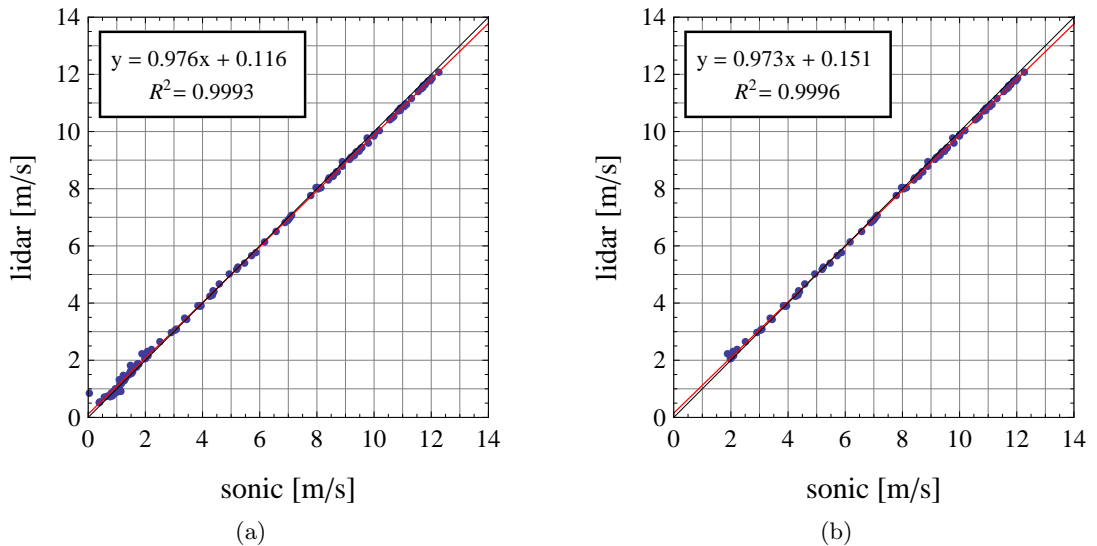 y = 0.976x + 0.116
R² = 0.9993
14
12
10
8
6
4
2
0
lidar [m/s]
0 2 4 6 8 10 12 14
sonic [m/s]
(a)
y = 0.973x + 0.151
R² = 0.9996
14
12
10
8
6
4
2
0
lidar [m/s]
0 2 4 6 8 10 12 14
sonic [m/s]
(b)